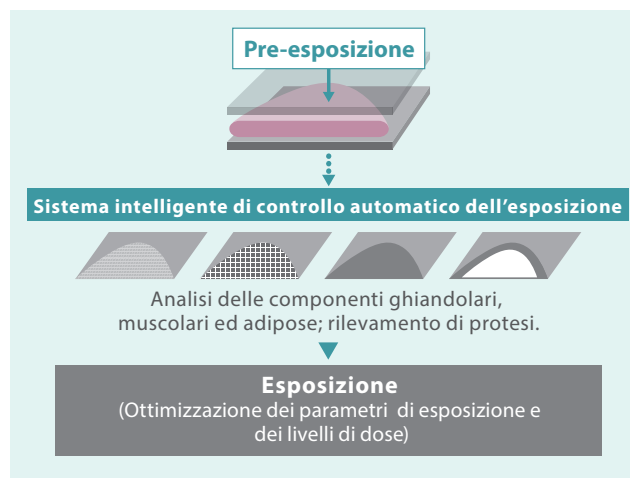 Pre-esposizione
Sistema intelligente di controllo automatico dell’esposizione
Analisi delle componenti ghiandolari,
muscolari ed adipose; rilevamento di protesi.
Esposizione
(Ottimizzazione dei parametri di esposizione e
dei livelli di dose)